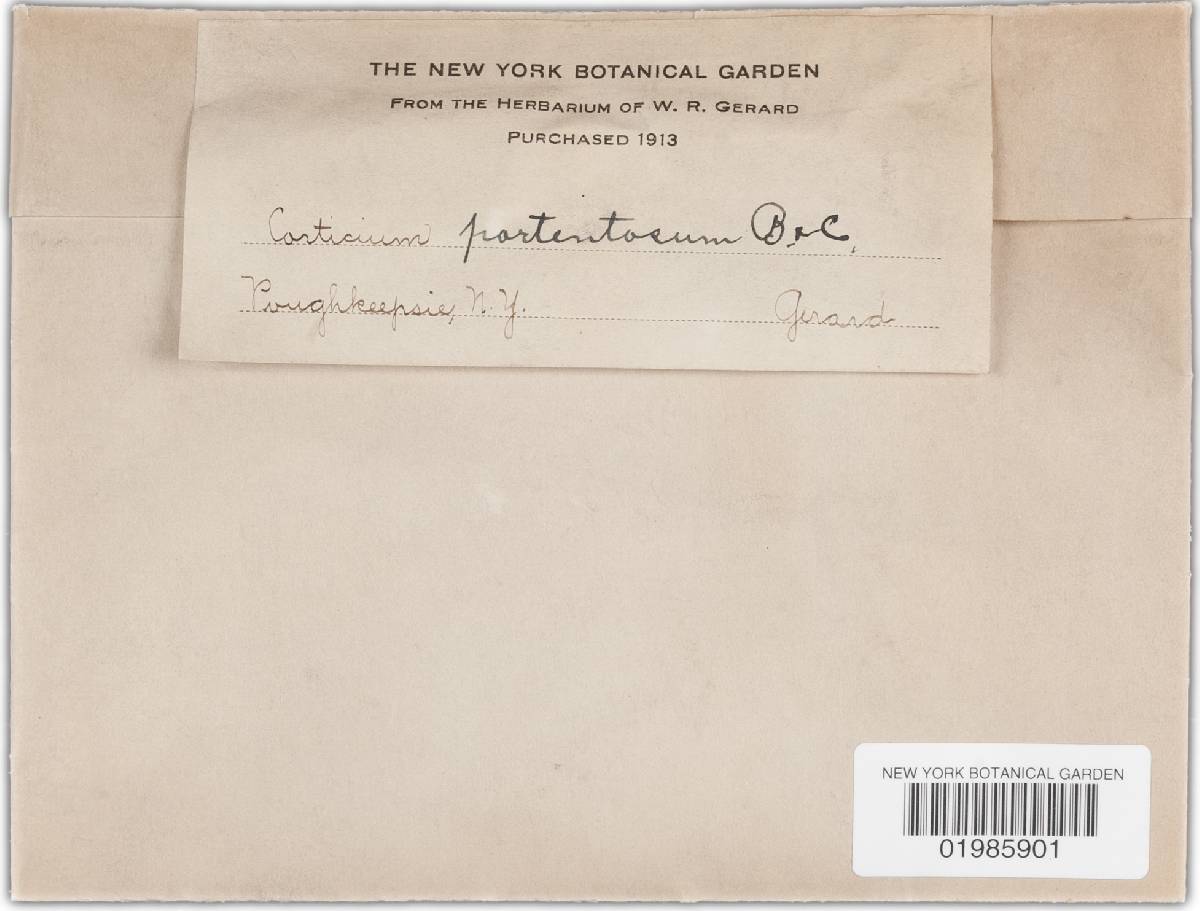 THE NEW YORK BOTANICAL GARDEN
FROM THE HERBARIUM OF W. R. GERARD
PURCHASED 1913
Corticium portentosum B. & C.
Poughkeepsie, N.Y. Gerard
NEW YORK BOTANICAL GARDEN
01985901